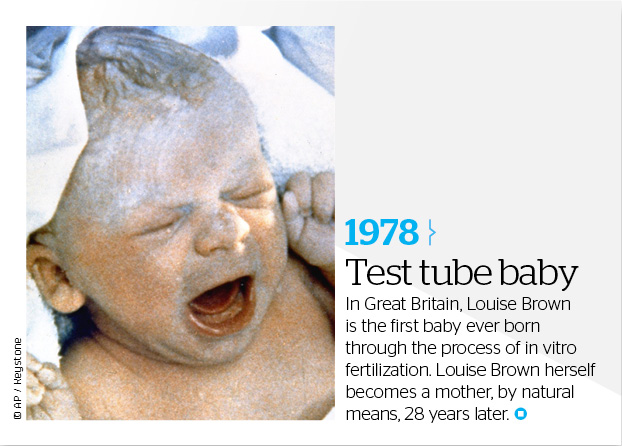 1978
Test tube baby
In Great Britain, Louise Brown
is the first baby ever born
through the process of in vitro
fertilization. Louise Brown herself
becomes a mother, by natural
means, 28 years later.
© AP / Keystone